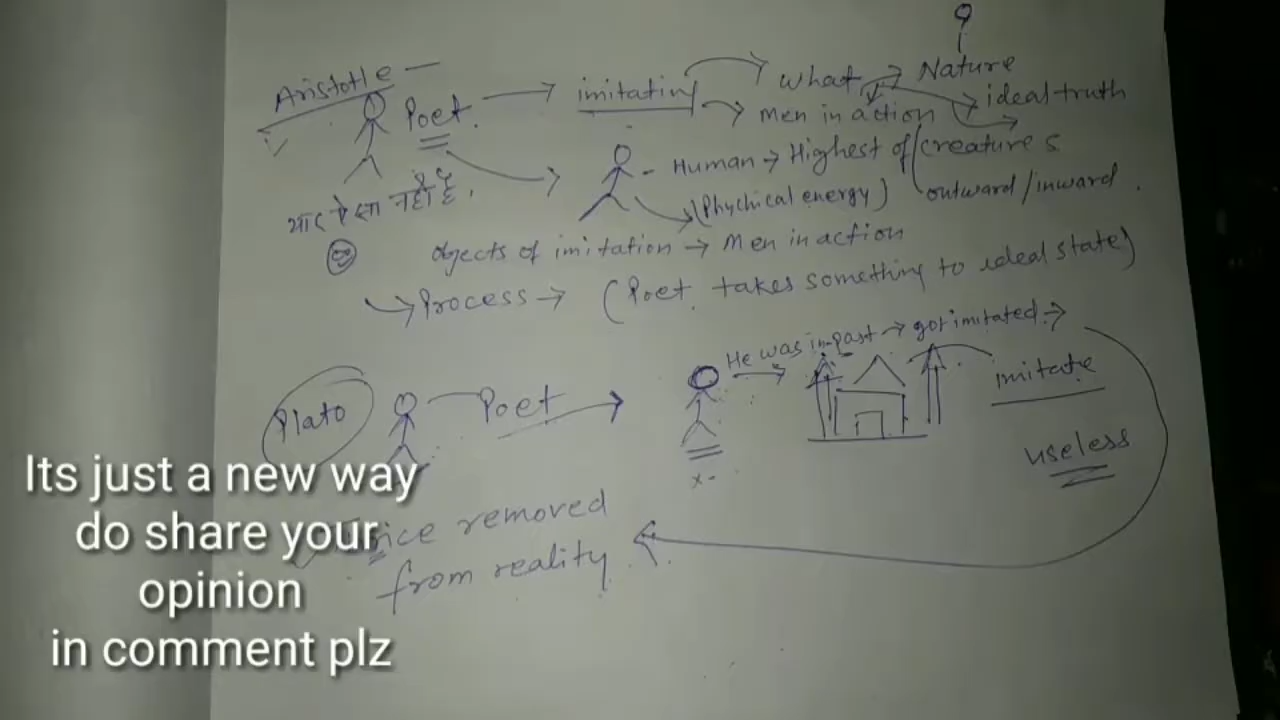 Aristotle —
Poet. → imitating → what → Nature
→ Men in action → ideal truth
Human → Highest of creatures
(Phychical energy) outward/inward.
यार ऐसा नहीं है.
objects of imitation → Men in action
→ Process → (Poet takes something to ideal state)
He was in past → got imitated →
Plato
Poet →
imitate
useless
x-
removed
from reality
Its just a new way
do share your
opinion
in comment plz